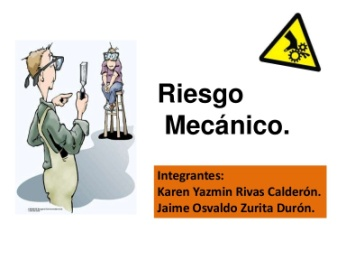 Riesgo
Mecánico.
Integrantes:
Karen Yazmin Rivas Calderón.
Jaime Osvaldo Zurita Durón.